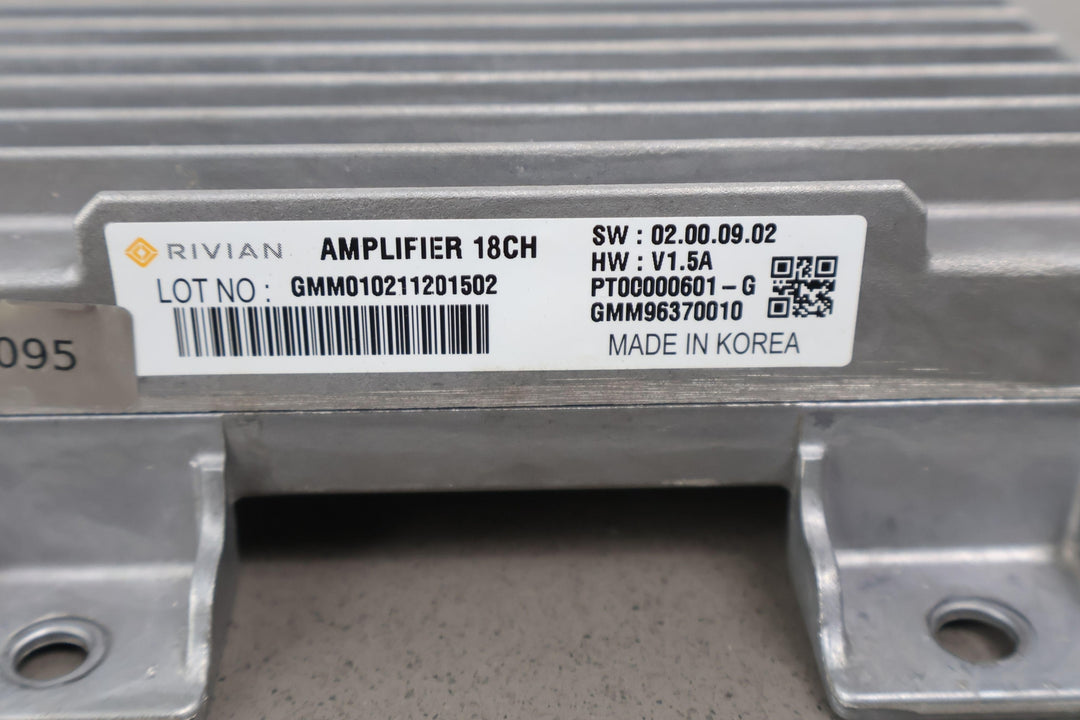 RIVIAN AMPLIFIER 18CH
LOT NO : GMM010211201502
SW : 02.00.09.02
HW : V1.5A
PT00000601-G
GMM96370010
MADE IN KOREA
095